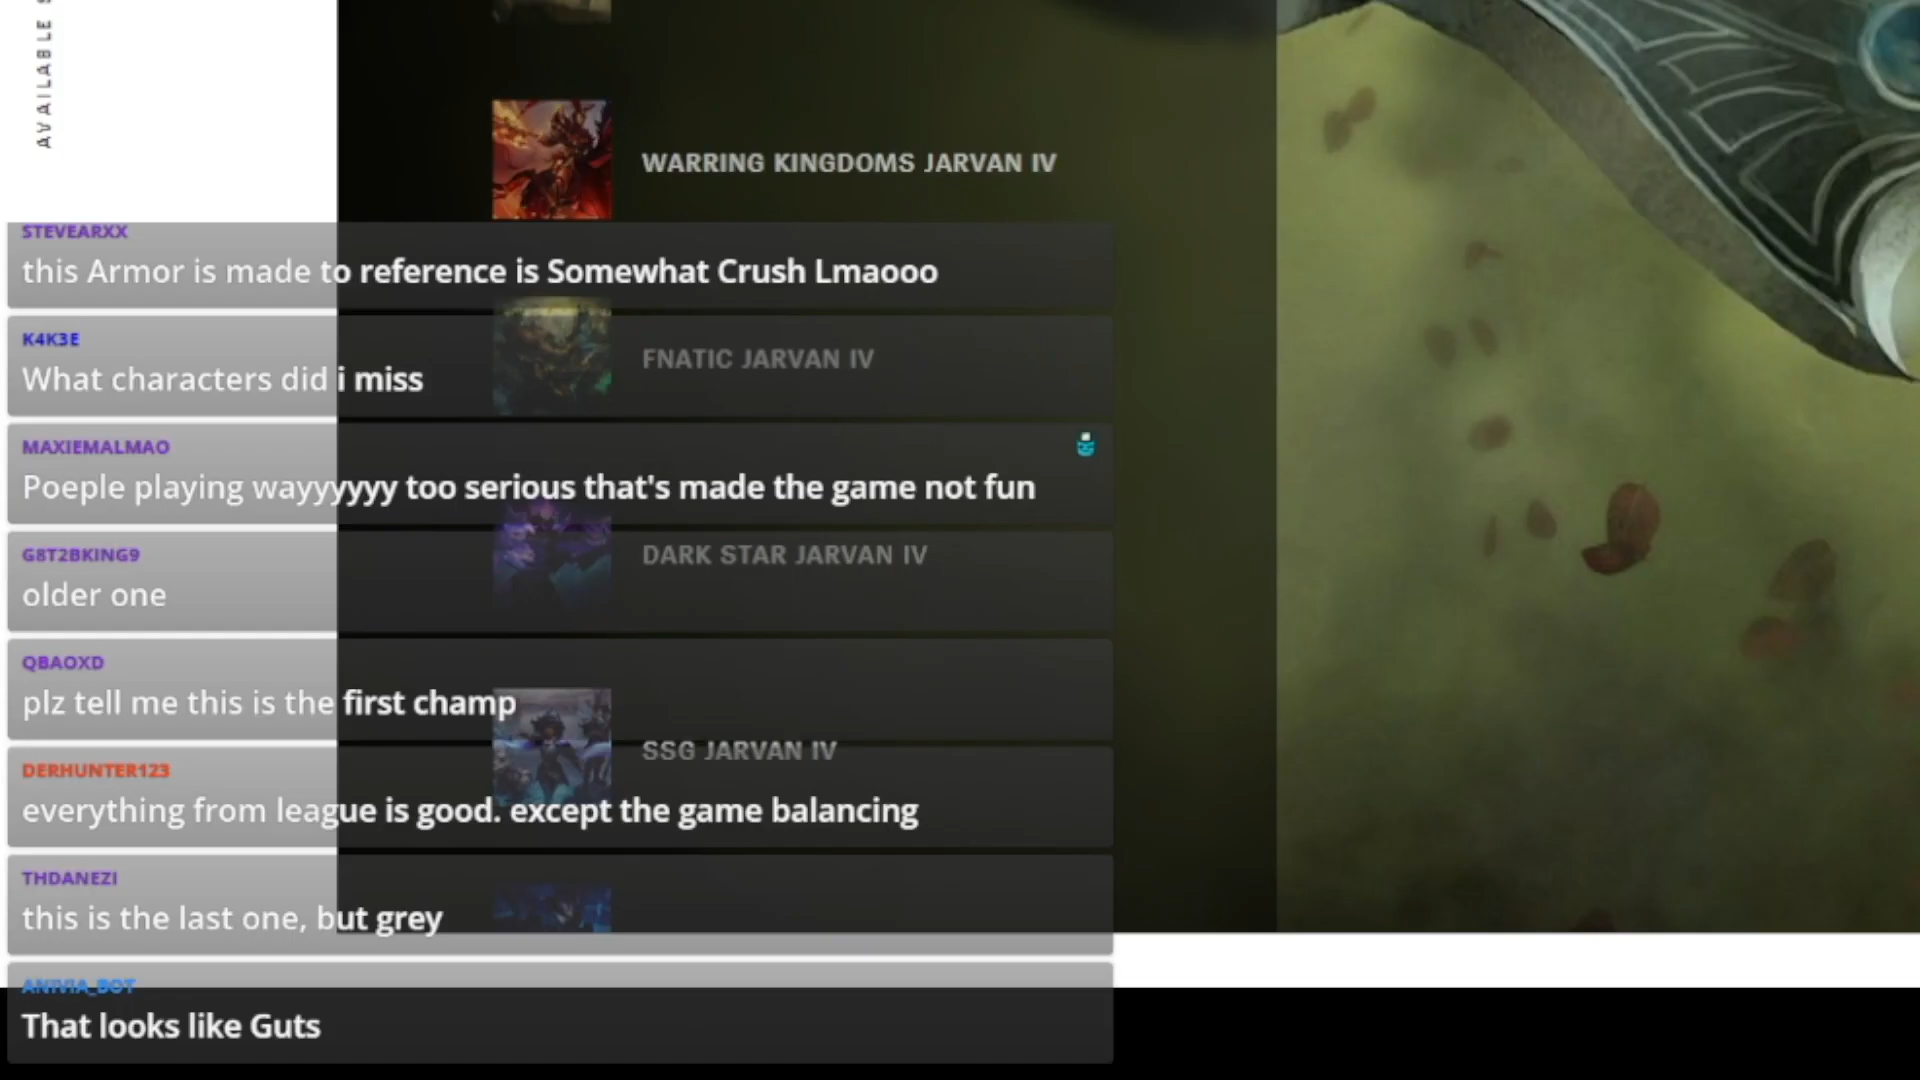 AVAILABLE
WARRING KINGDOMS JARVAN IV
STEVEARXX
this Armor is made to reference is Somewhat Crush Lmaooo
K4K3E
What characters did i miss
FNATIC JARVAN IV
MAXIEMALMAO
Poeple playing wayyyyyy too serious that's made the game not fun
G8T2BKING9
older one
DARK STAR JARVAN IV
QBAOXD
plz tell me this is the first champ
SSG JARVAN IV
DERHUNTER123
everything from league is good. except the game balancing
THDANEZI
this is the last one, but grey
ANIVIA_BOT
That looks like Guts